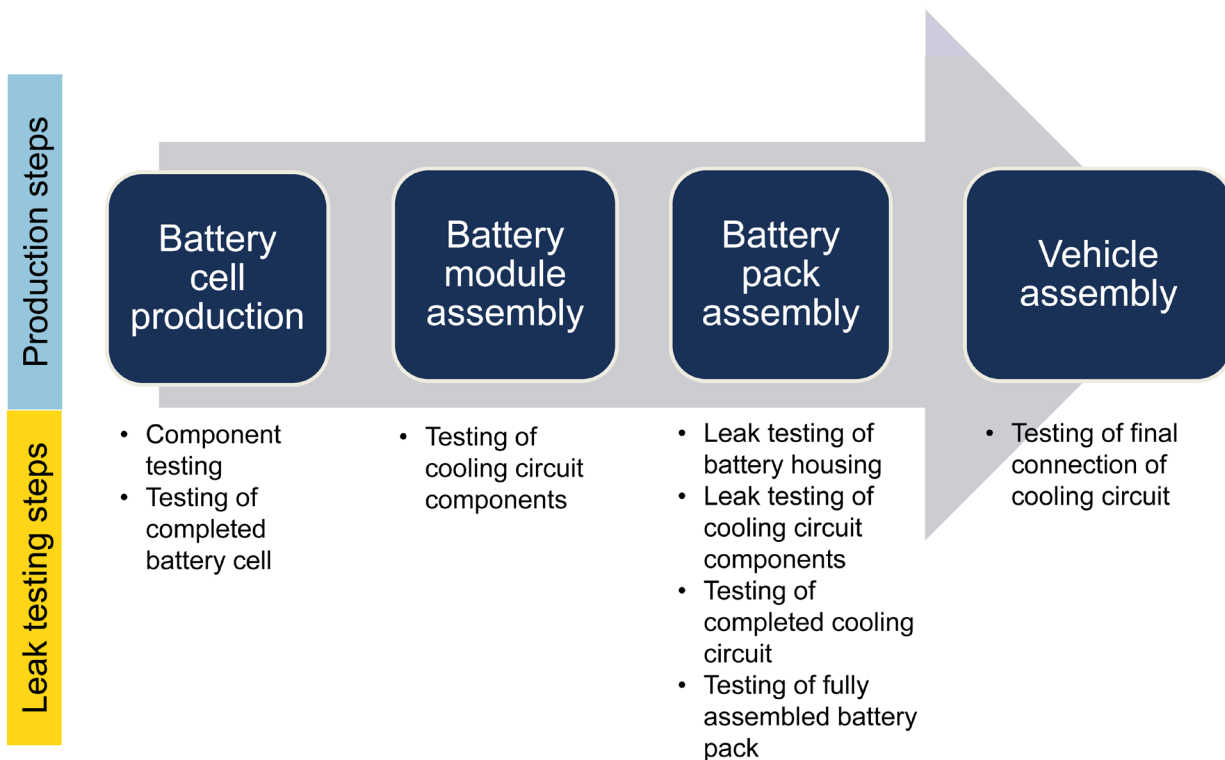 Production steps
Battery
cell
production
Battery
module
assembly
Battery
pack
assembly
Vehicle
assembly
Leak testing steps
• Component
testing
• Testing of
completed
battery cell
• Testing of
cooling circuit
components
• Leak testing of
battery housing
• Leak testing of
cooling circuit
components
• Testing of
completed cooling
circuit
• Testing of fully
assembled battery
pack
• Testing of final
connection of
cooling circuit